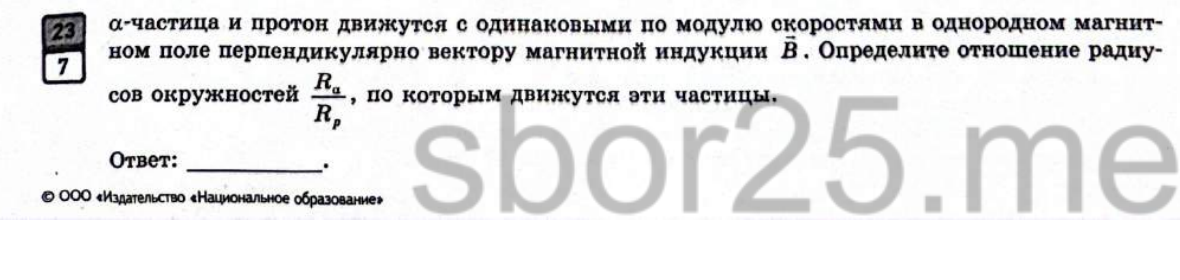 23
7
α-частица и протон движутся с одинаковыми по модулю скоростями в однородном магнит-
ном поле перпендикулярно вектору магнитной индукции B⃗. Определите отношение радиу-
сов окружностей Rα/Rp, по которым движутся эти частицы.
Ответ: ____________.
© ООО «Издательство «Национальное образование»
sbor25.me